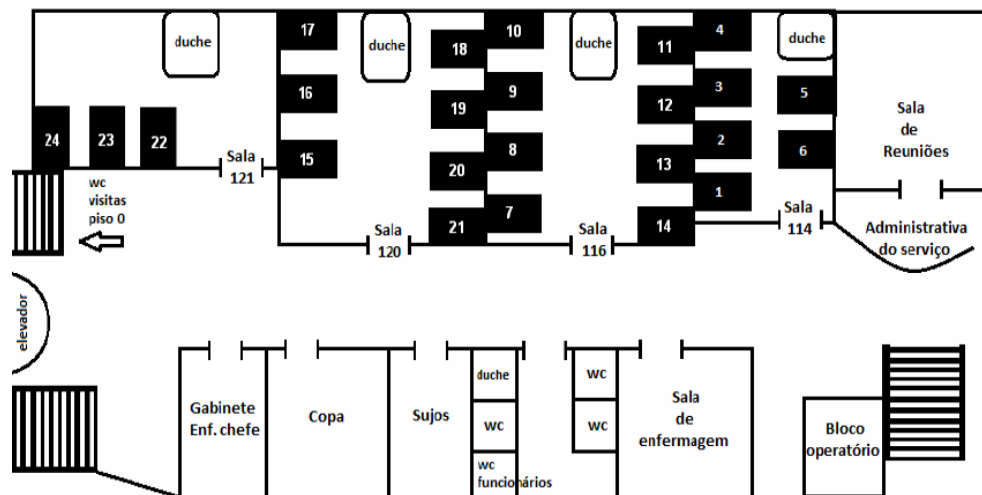 duche
17
duche
18
10
duche
11
4
duche
16
19
9
12
3
5
Sala
de
Reuniões
24
23
22
Sala
121
15
20
8
13
2
6
wc
visitas
piso 0
21
7
14
1
Sala
120
Sala
116
Sala
114
Administrativa
do serviço
elevador
Gabinete
Enf. chefe
Copa
Sujos
duche
wc
wc
funcionários
wc
wc
Sala
de
enfermagem
Bloco
operatório